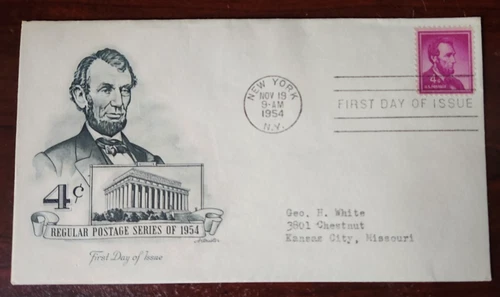 NEW YORK
NOV 19
9-AM
1954
N.Y.
FIRST DAY OF ISSUE
4¢
4¢
REGULAR POSTAGE SERIES OF 1954
First Day of Issue
Geo. H. White
3801 Chestnut
Kansas City, Missouri